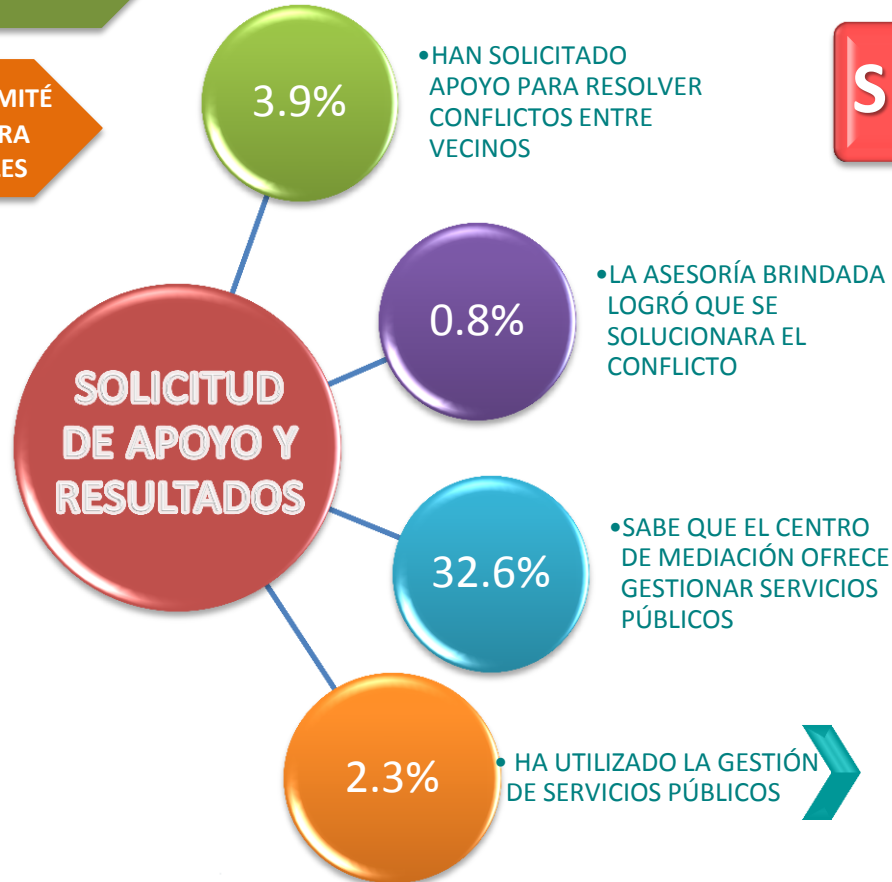 MITÉ
RA
ES
S
3.9%
•HAN SOLICITADO
APOYO PARA RESOLVER
CONFLICTOS ENTRE
VECINOS
0.8%
•LA ASESORÍA BRINDADA
LOGRÓ QUE SE
SOLUCIONARA EL
CONFLICTO
SOLICITUD
DE APOYO Y
RESULTADOS
32.6%
•SABE QUE EL CENTRO
DE MEDIACIÓN OFRECE
GESTIONAR SERVICIOS
PÚBLICOS
2.3%
• HA UTILIZADO LA GESTIÓN
DE SERVICIOS PÚBLICOS